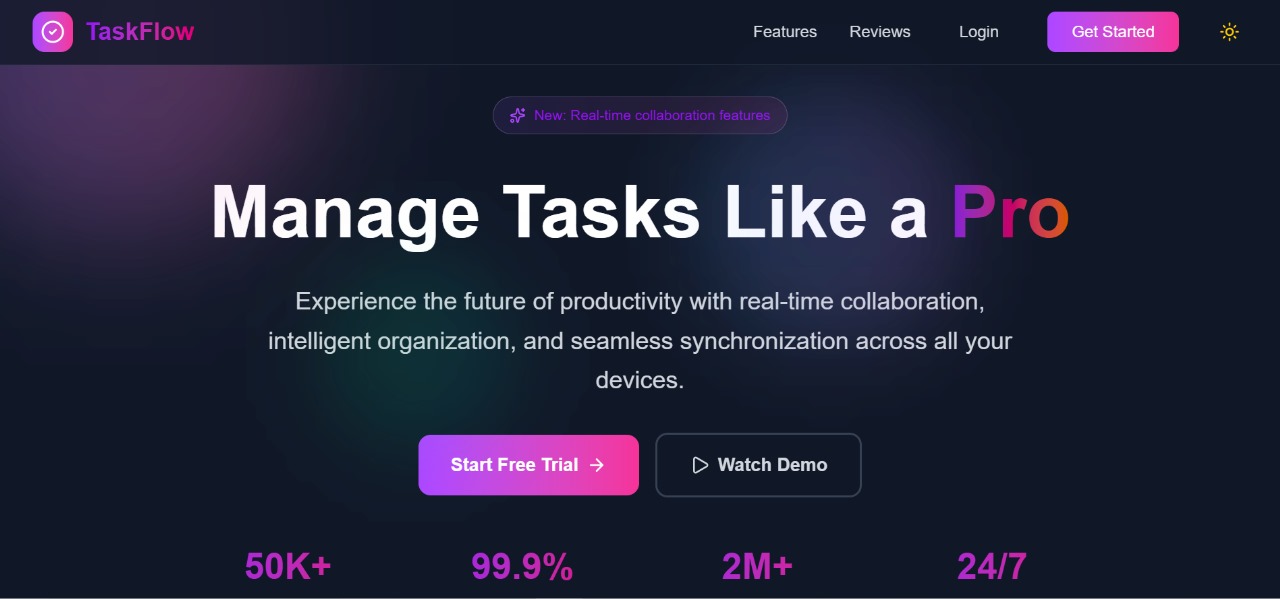 TaskFlow
Features
Reviews
Login
Get Started
New: Real-time collaboration features
Manage Tasks Like a Pro
Experience the future of productivity with real-time collaboration,
intelligent organization, and seamless synchronization across all your
devices.
Start Free Trial
Watch Demo
50K+
99.9%
2M+
24/7